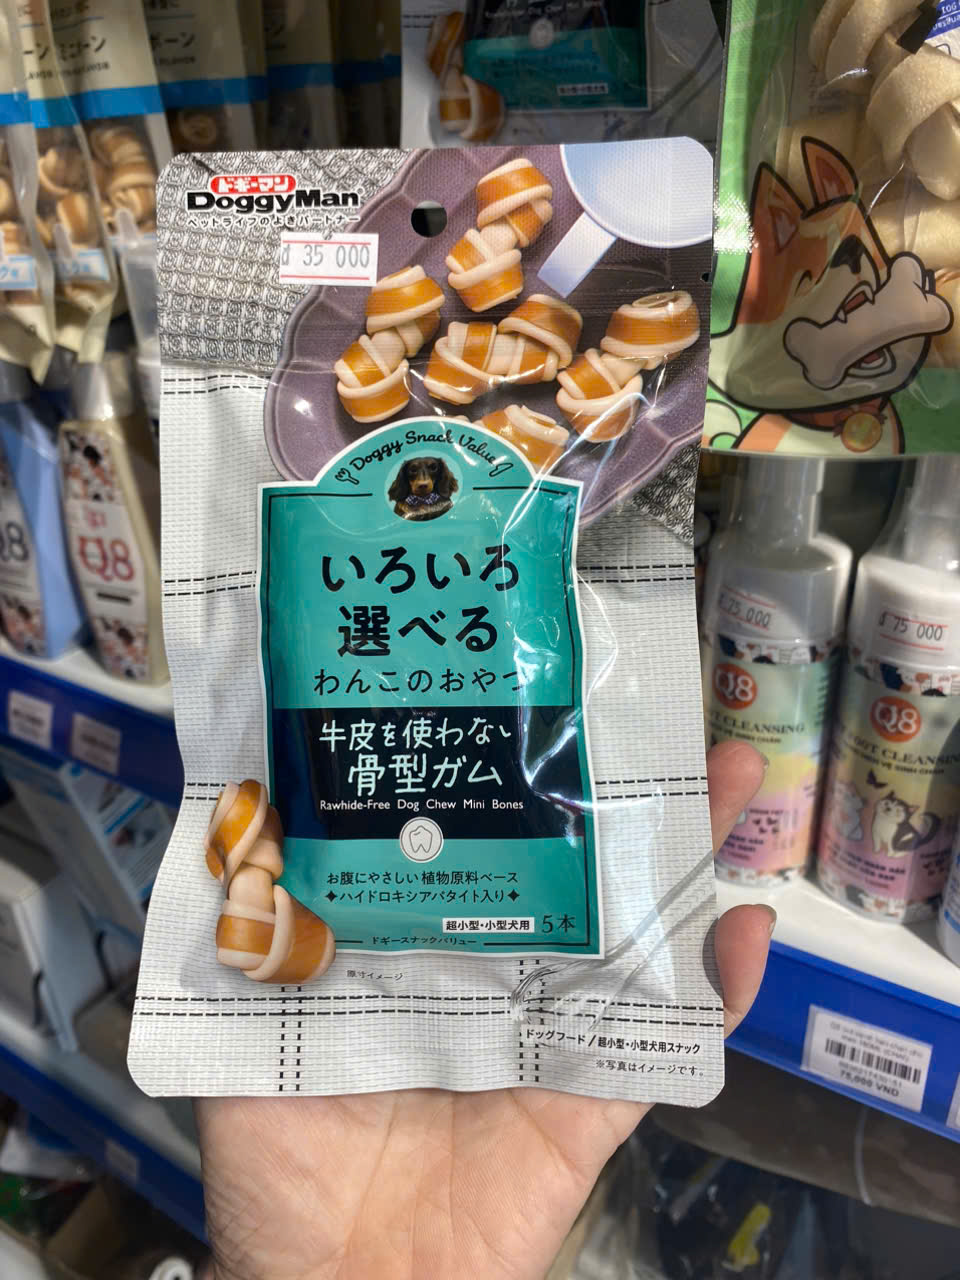 ドギーマン
DoggyMan
ペットライフのよきパートナー
đ 35 000
Doggy Snack Value
いろいろ
選べる
わんこのおやつ
牛皮を使わない
骨型ガム
Rawhide-Free Dog Chew Mini Bones
お腹にやさしい植物原料ベース
✦ハイドロキシアパタイト入り✦
超小型・小型犬用 5本
ドギースナックバリュー
原寸イメージ
ドッグフード/超小型・小型犬用スナック
※写真はイメージです。
Q8
Q8
đ 75 000
đ 75 000
Q8
Q8
FOOT CLEANSING
75,000 VND